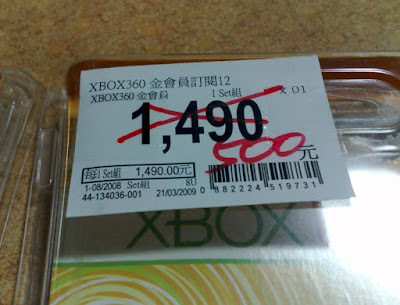 XBOX360 金會員訂閱12
XBOX360 金會員 1 Set組 X 01
1,490
500元
每1 Set組 1,490.00元
1-08/2008 Set組 8U
44-134036-001 21/03/2009 0 882224 519731
XBOX